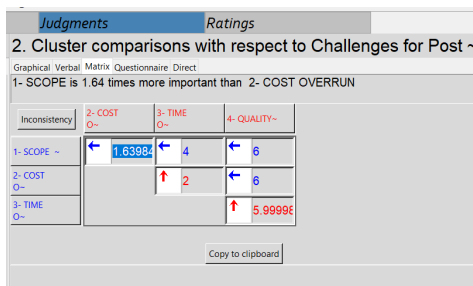 Judgments Ratings
2. Cluster comparisons with respect to Challenges for Post ~
Graphical Verbal Matrix Questionnaire Direct
1- SCOPE is 1.64 times more important than 2- COST OVERRUN
Inconsistency
2- COST O~
3- TIME O~
4- QUALITY~
1- SCOPE ~
1.63984
4
6
2- COST O~
2
6
3- TIME O~
5.99998
Copy to clipboard